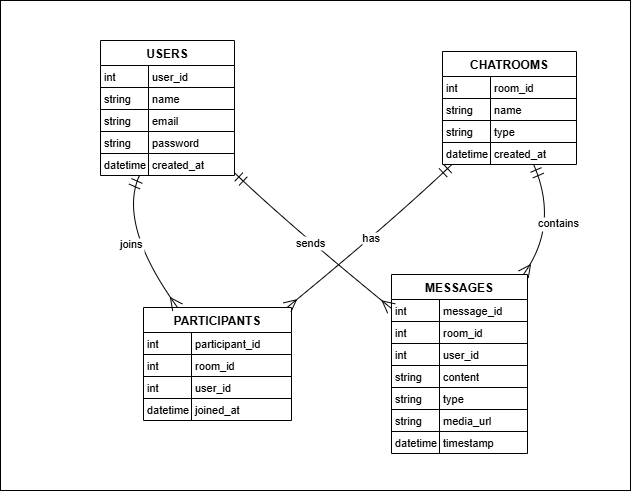 USERS
int user_id
string name
string email
string password
datetime created_at
CHATROOMS
int room_id
string name
string type
datetime created_at
joins
sends
has
contains
PARTICIPANTS
int participant_id
int room_id
int user_id
datetime joined_at
MESSAGES
int message_id
int room_id
int user_id
string content
string type
string media_url
datetime timestamp